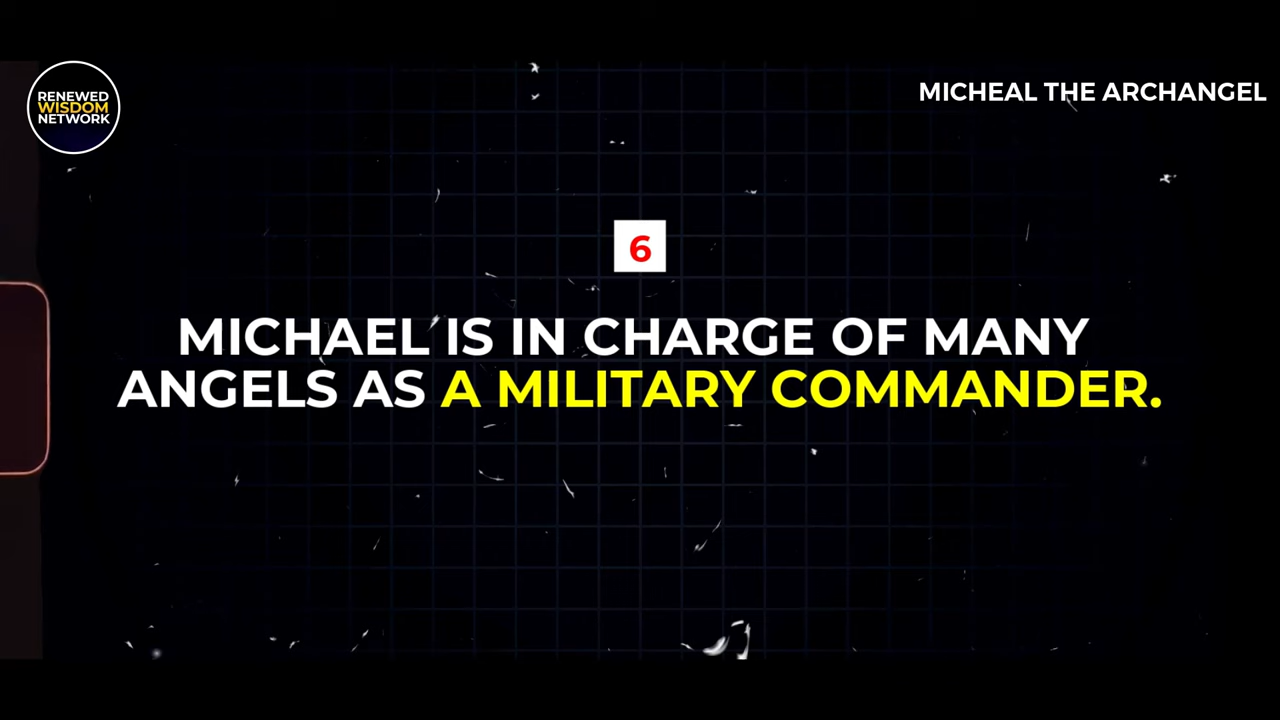 RENEWED
WISDOM
NETWORK
MICHEAL THE ARCHANGEL
6
MICHAEL IS IN CHARGE OF MANY
ANGELS AS A MILITARY COMMANDER.